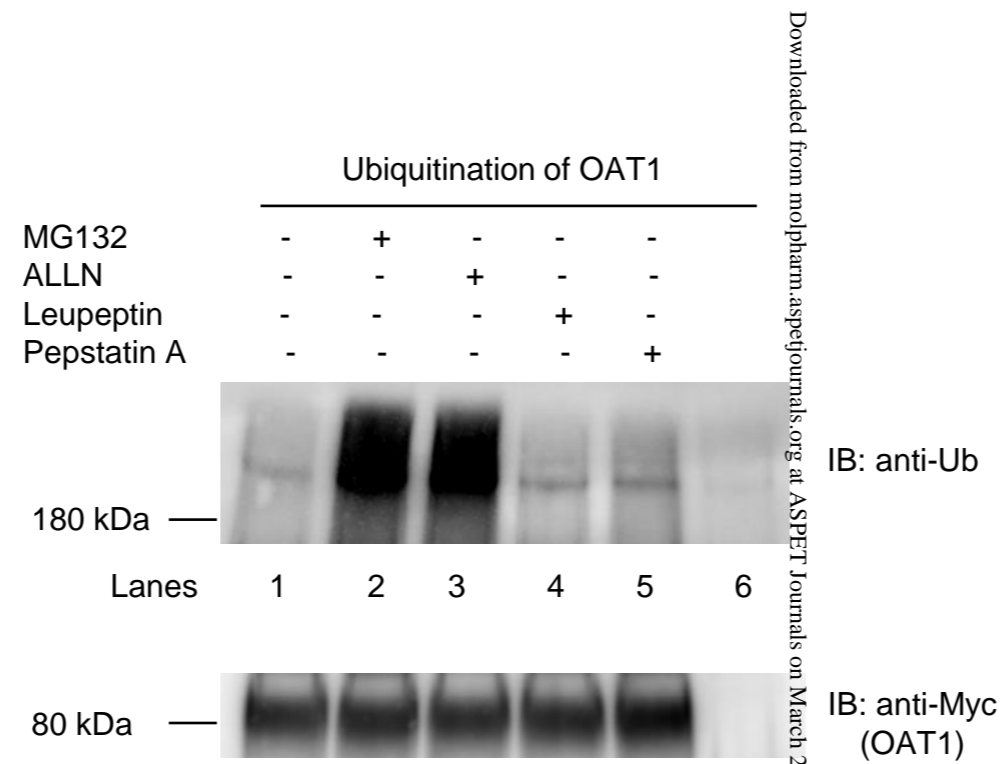 Ubiquitination of OAT1
MG132 - + - - -
ALLN - - + - -
Leupeptin - - - + -
Pepstatin A - - - - +
IB: anti-Ub
180 kDa
Lanes 1 2 3 4 5 6
80 kDa
IB: anti-Myc
(OAT1)
Downloaded from molpharm.aspetjournals.org at ASPET Journals on March 2